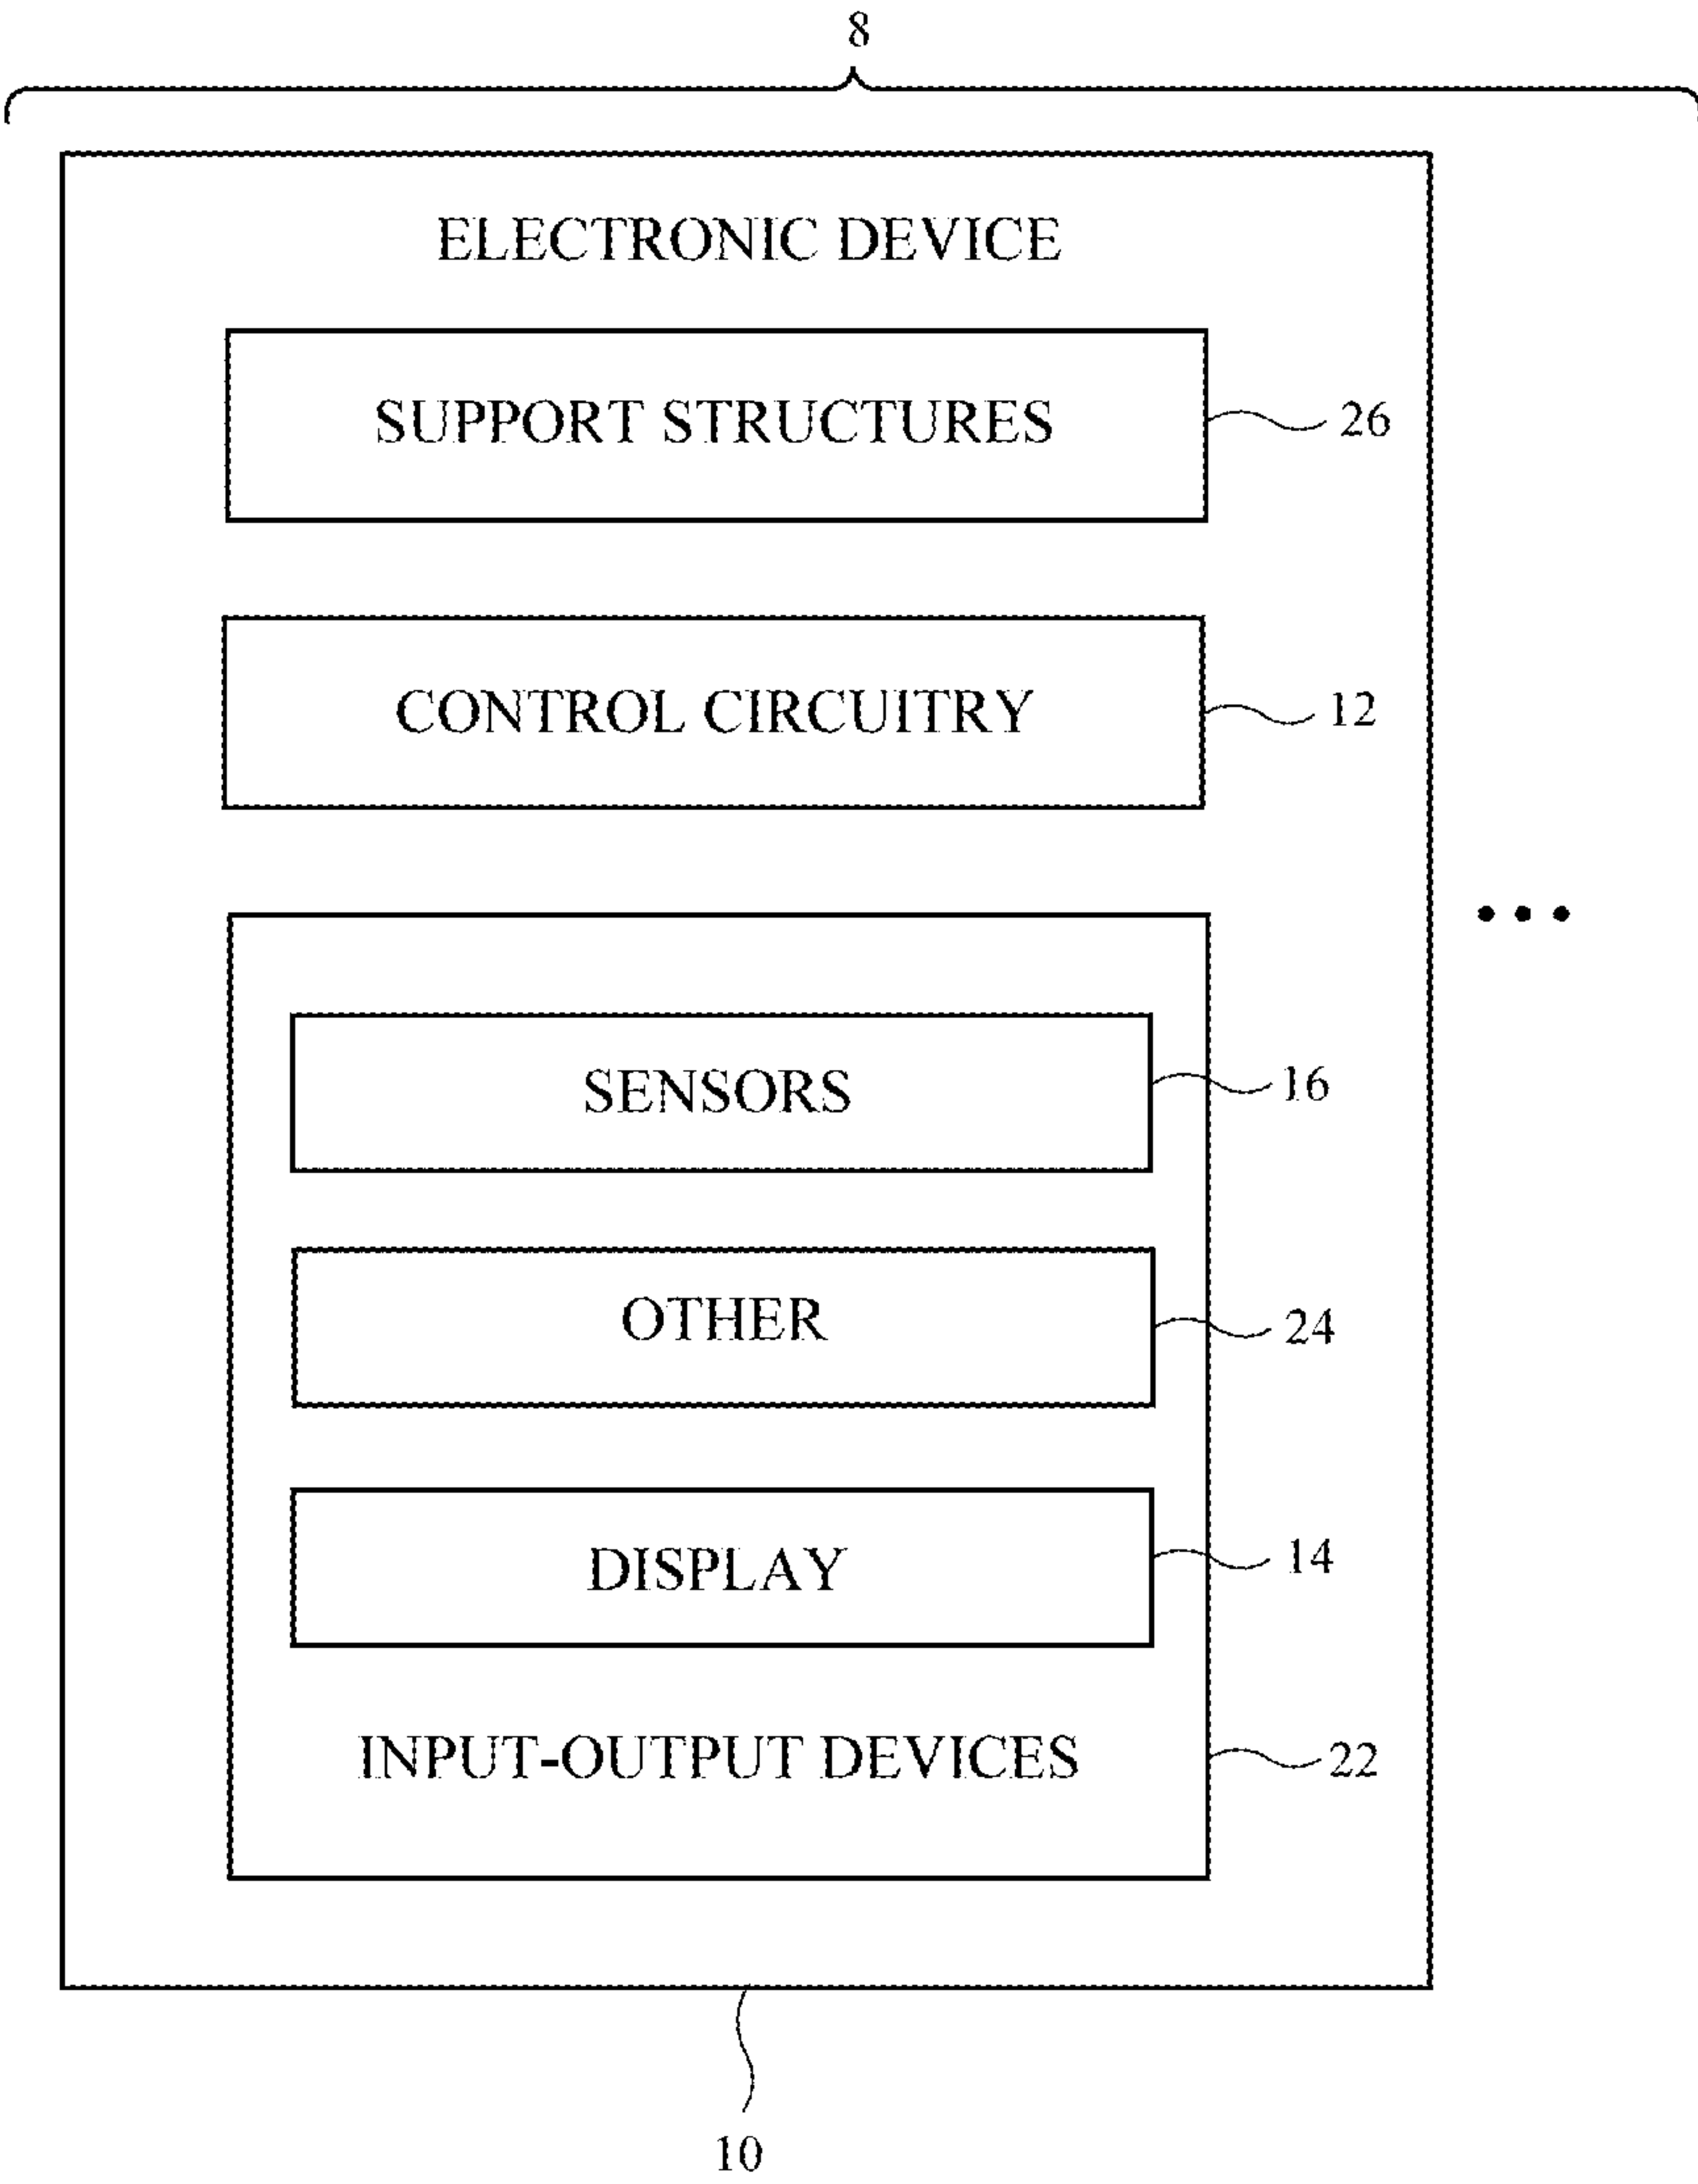 8
ELECTRONIC DEVICE
SUPPORT STRUCTURES
26
CONTROL CIRCUITRY
12
SENSORS
16
OTHER
24
DISPLAY
14
INPUT-OUTPUT DEVICES
22
10